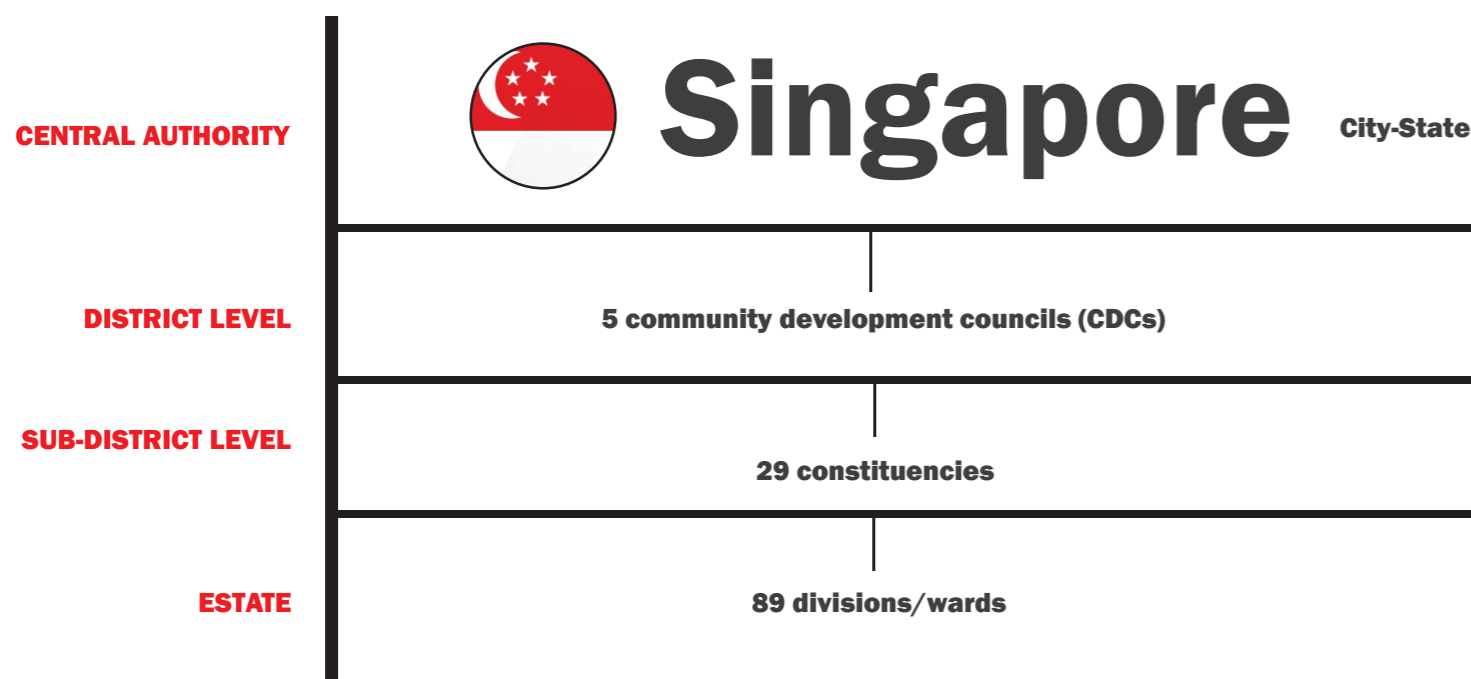 CENTRAL AUTHORITY
Singapore
City-State
DISTRICT LEVEL
5 community development councils (CDCs)
SUB-DISTRICT LEVEL
29 constituencies
ESTATE
89 divisions/wards